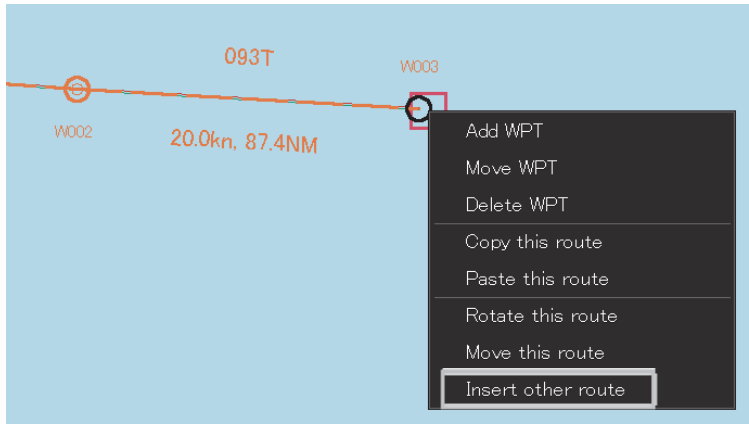 093T
W003
W002
20.0kn, 87.4NM
Add WPT
Move WPT
Delete WPT
Copy this route
Paste this route
Rotate this route
Move this route
Insert other route